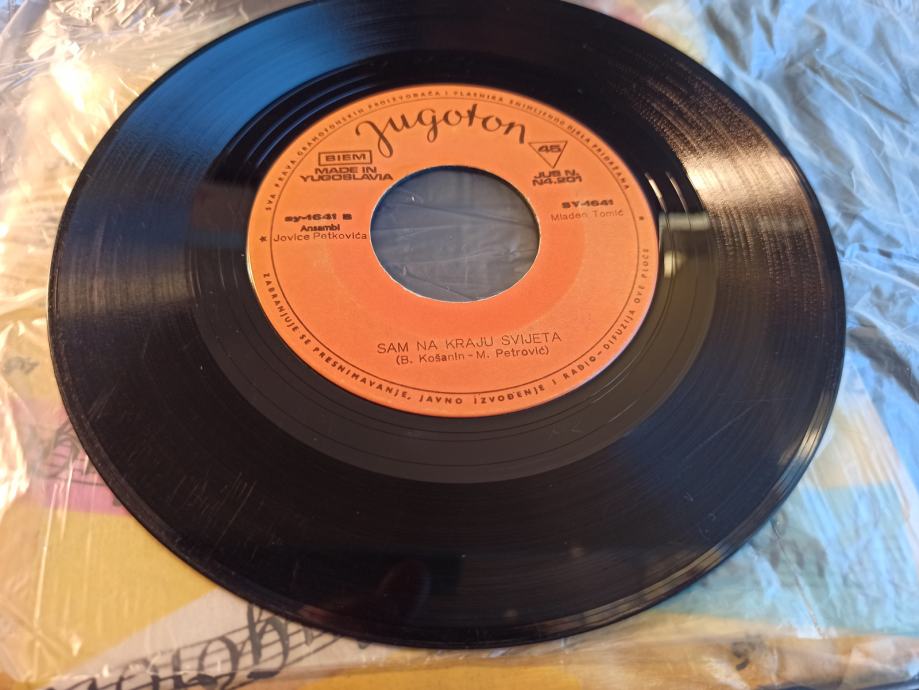 SVA PRAVA GRAMOFONSKIH PROIZVOĐAČA I VLASNIKA SNIMLJENOG DJELA PRIDRŽANA
Jugoton
BIEM
45
MADE IN
YUGOSLAVIA
JUS N.
N4.201
sy-1641 B
SY-1641
Ansambl
Jovice Petkovića
Mladen Tomić
SAM NA KRAJU SVIJETA
(B. Košanin - M. Petrović)
ZABRANJUJE SE PRESNIMAVANJE, JAVNO IZVOĐENJE I RADIO-DIFUZIJA OVE PLOČE